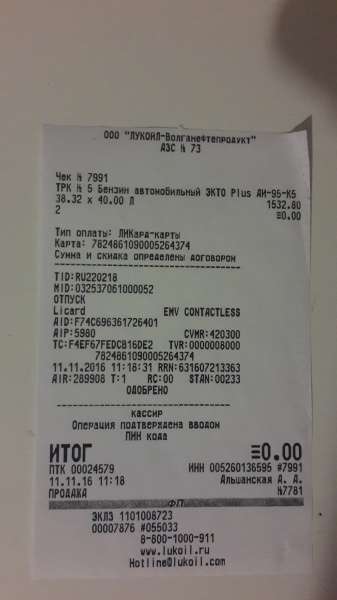 ООО "ЛУКОЙЛ-Волганефтепродукт"
АЗС № 73
Чек № 7991
ТРК № 5 Бензин автомобильный ЭКТО Plus АИ-95-К5
38.32 x 40.00 Л 1532.80
2 ≡0.00
Тип оплаты: ЛИКард-карты
Карта: 7824861090005264374
Сумма и скидка определены договором
TID:RU220218
MID:032537061000052
ОТПУСК
Licard EMV CONTACTLESS
AID:F74C696361726401
AIP:5980 CVMR:420300
TC:F4EF67FEDCB16DE2 TVR:0000008000
7824861090005264374
11.11.2016 11:18:31 RRN:631607213363
AIR:289908 T:1 RC:00 STAN:00233
ОДОБРЕНО
КАССИР
Операция подтверждена вводом
ПИН кода
ИТОГ ≡0.00
ПТК 00024579 ИНН 005260136595 #7991
11.11.16 11:18 Альшанская А. А.
ПРОДАЖА №7781
ФП
ЭКЛЗ 1101008723
00007876 #055033
8-800-1000-911
www.lukoil.ru
Hotline@lukoil.com